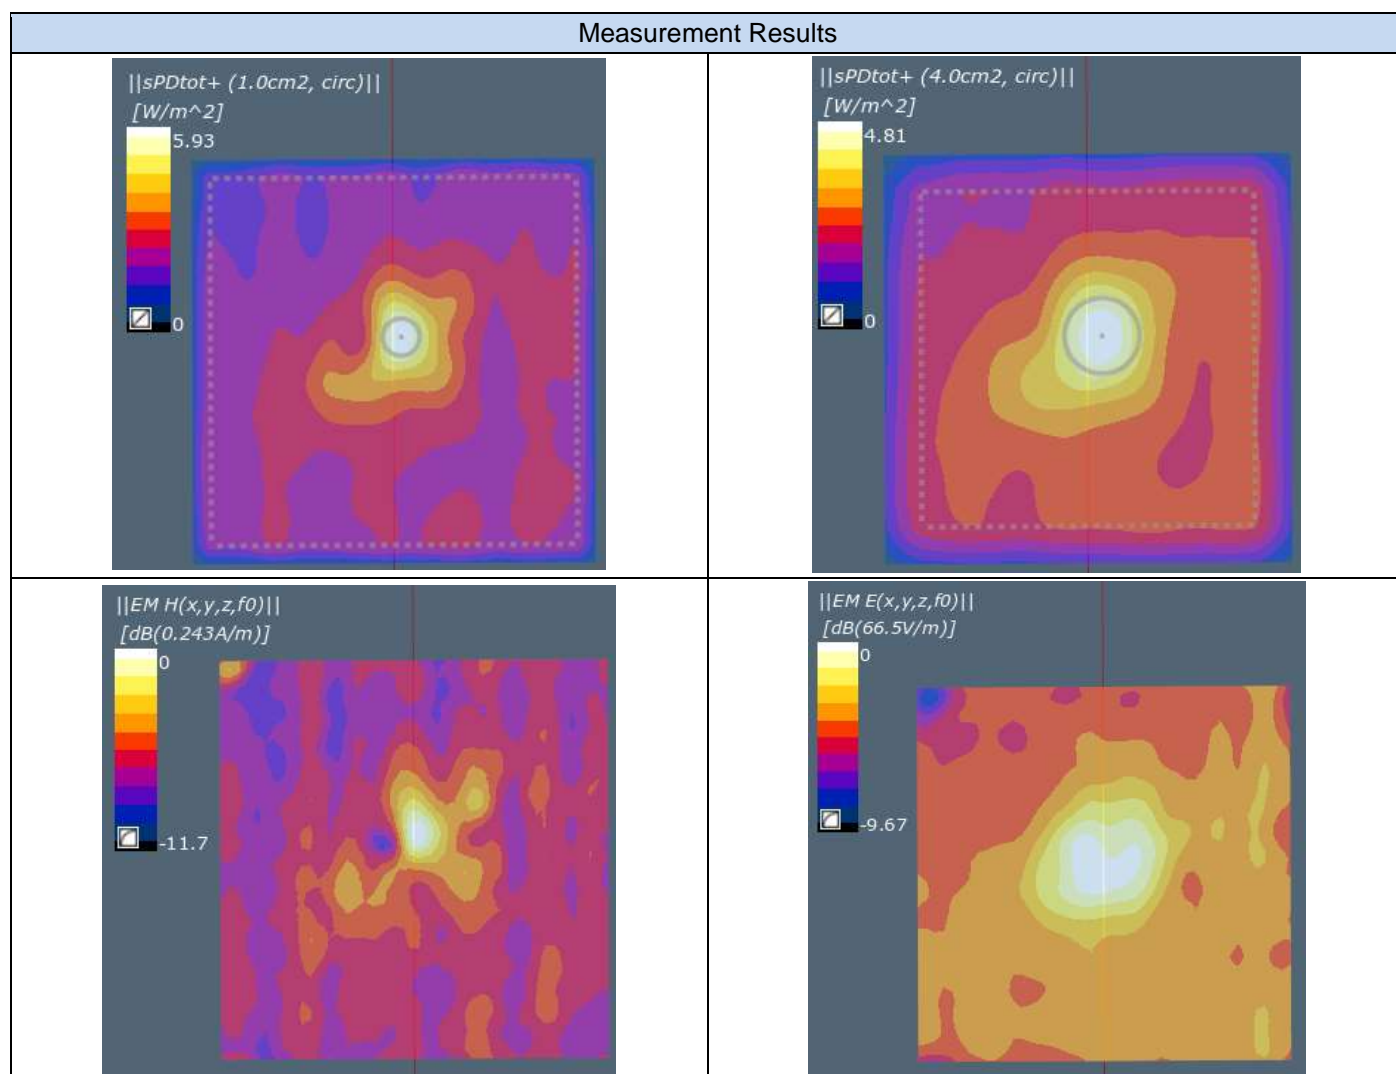 Measurement Results
||sPDtot+ (1.0cm2, circ)||
[W/m^2]
5.93
0
||sPDtot+ (4.0cm2, circ)||
[W/m^2]
4.81
0
||EM H(x,y,z,f0)||
[dB(0.243A/m)]
0
-11.7
||EM E(x,y,z,f0)||
[dB(66.5V/m)]
0
-9.67